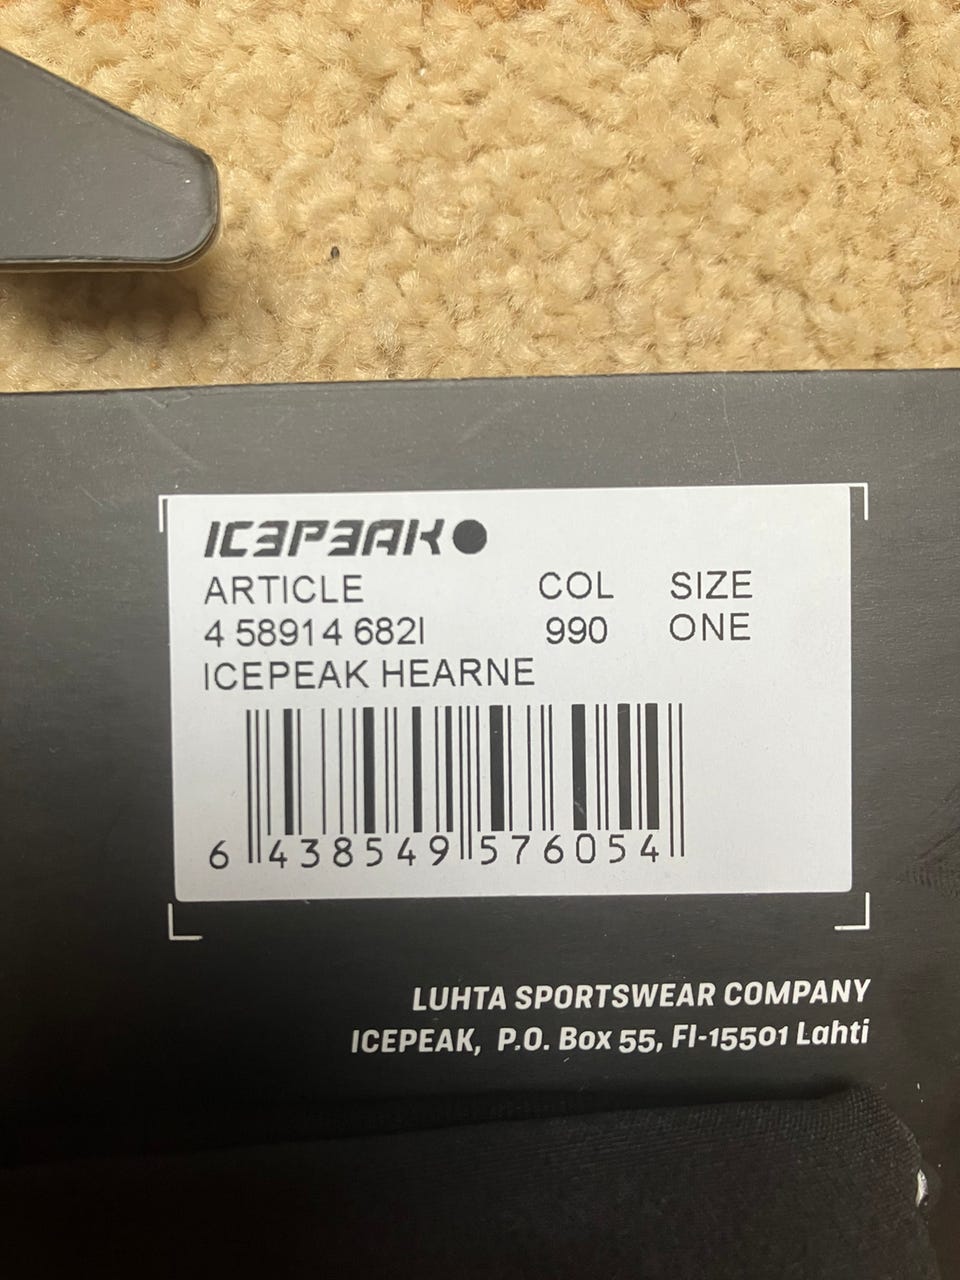 ICEPEAK
ARTICLE COL SIZE
4 58914 682I 990 ONE
ICEPEAK HEARNE
6 438549 576054
LUHTA SPORTSWEAR COMPANY
ICEPEAK, P.O. Box 55, FI-15501 Lahti